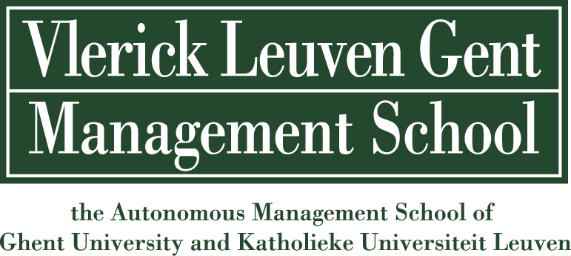 Vlerick Leuven Gent
Management School
the Autonomous Management School of
Ghent University and Katholieke Universiteit Leuven